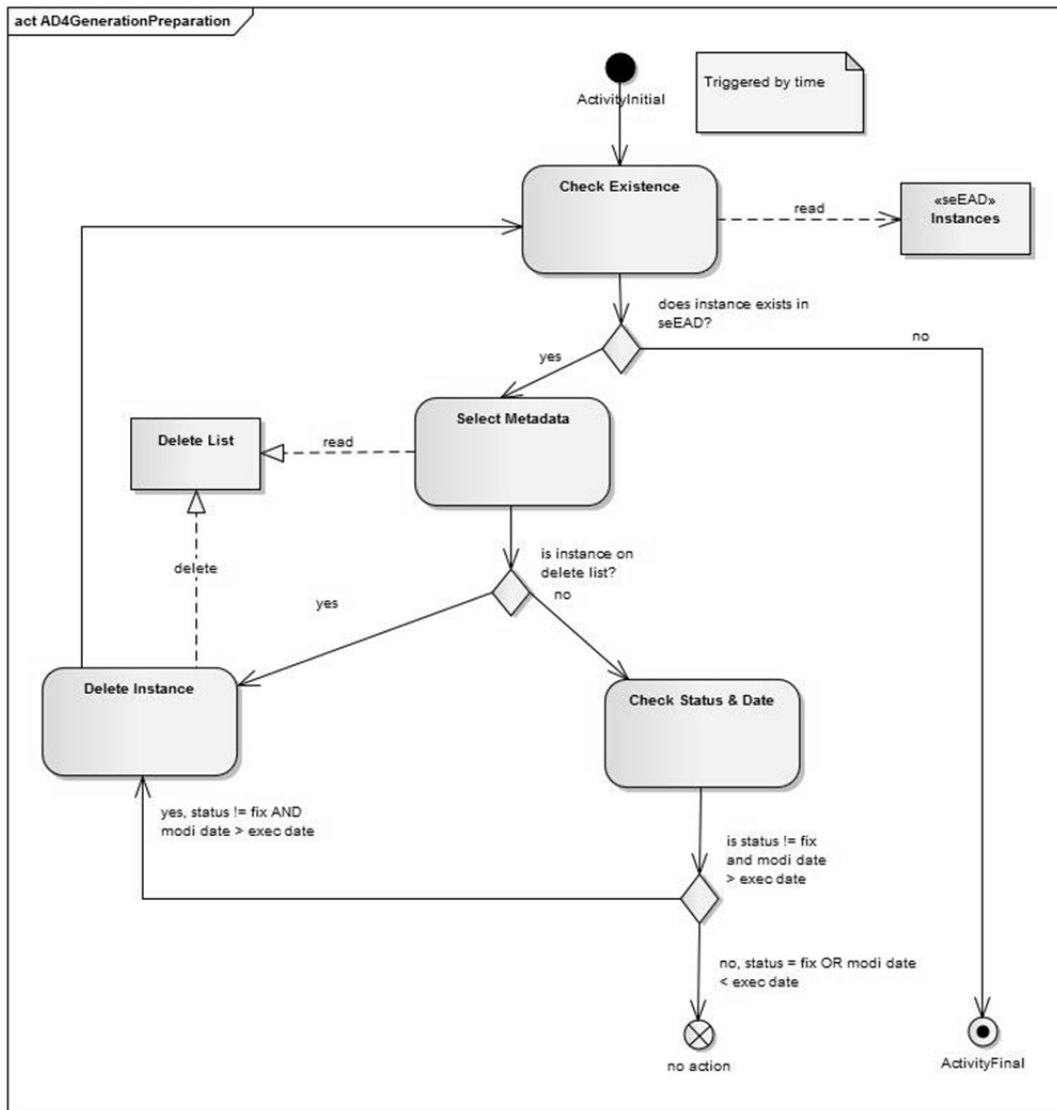 act AD4GenerationPreparation
Triggered by time
ActivityInitial
Check Existence
read
«seEAD»
Instances
does instance exists in
seEAD?
no
yes
Select Metadata
Delete List
read
delete
is instance on
delete list?
no
yes
Delete Instance
Check Status & Date
yes, status != fix AND
modi date > exec date
is status != fix
and modi date
> exec date
no, status = fix OR modi date
< exec date
no action
ActivityFinal